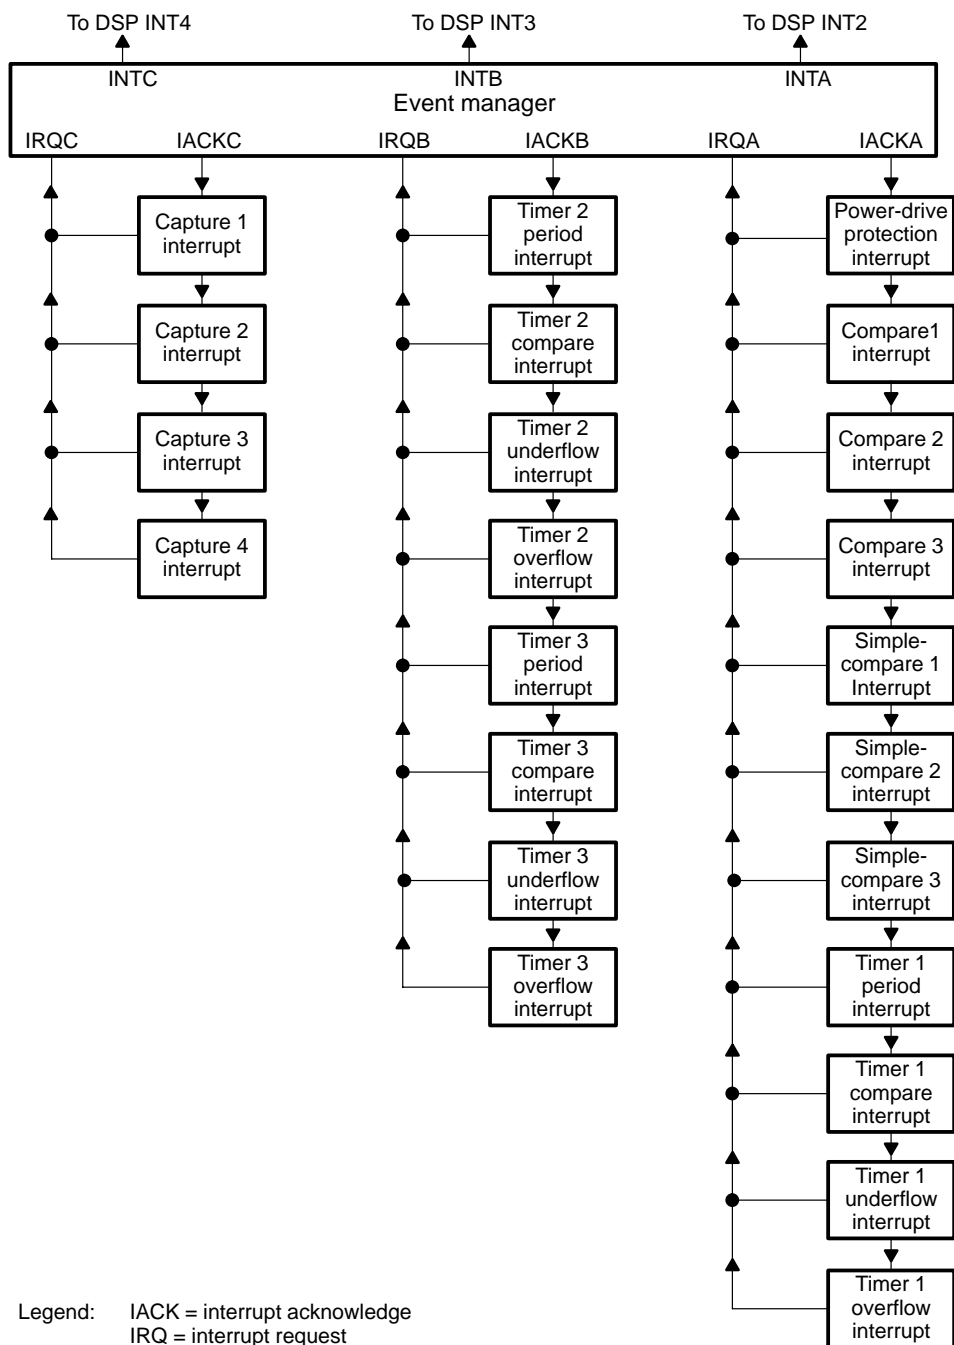 To DSP INT4
To DSP INT3
To DSP INT2
INTC
INTB
INTA
Event manager
IRQC
IACKC
IRQB
IACKB
IRQA
IACKA
Capture 1
interrupt
Capture 2
interrupt
Capture 3
interrupt
Capture 4
interrupt
Timer 2
period
interrupt
Timer 2
compare
interrupt
Timer 2
underflow
interrupt
Timer 2
overflow
interrupt
Timer 3
period
interrupt
Timer 3
compare
interrupt
Timer 3
underflow
interrupt
Timer 3
overflow
interrupt
Power-drive
protection
interrupt
Compare1
interrupt
Compare 2
interrupt
Compare 3
interrupt
Simple-
compare 1
Interrupt
Simple-
compare 2
interrupt
Simple-
compare 3
interrupt
Timer 1
period
interrupt
Timer 1
compare
interrupt
Timer 1
underflow
interrupt
Timer 1
overflow
interrupt
Legend: IACK = interrupt acknowledge
IRQ = interrupt request